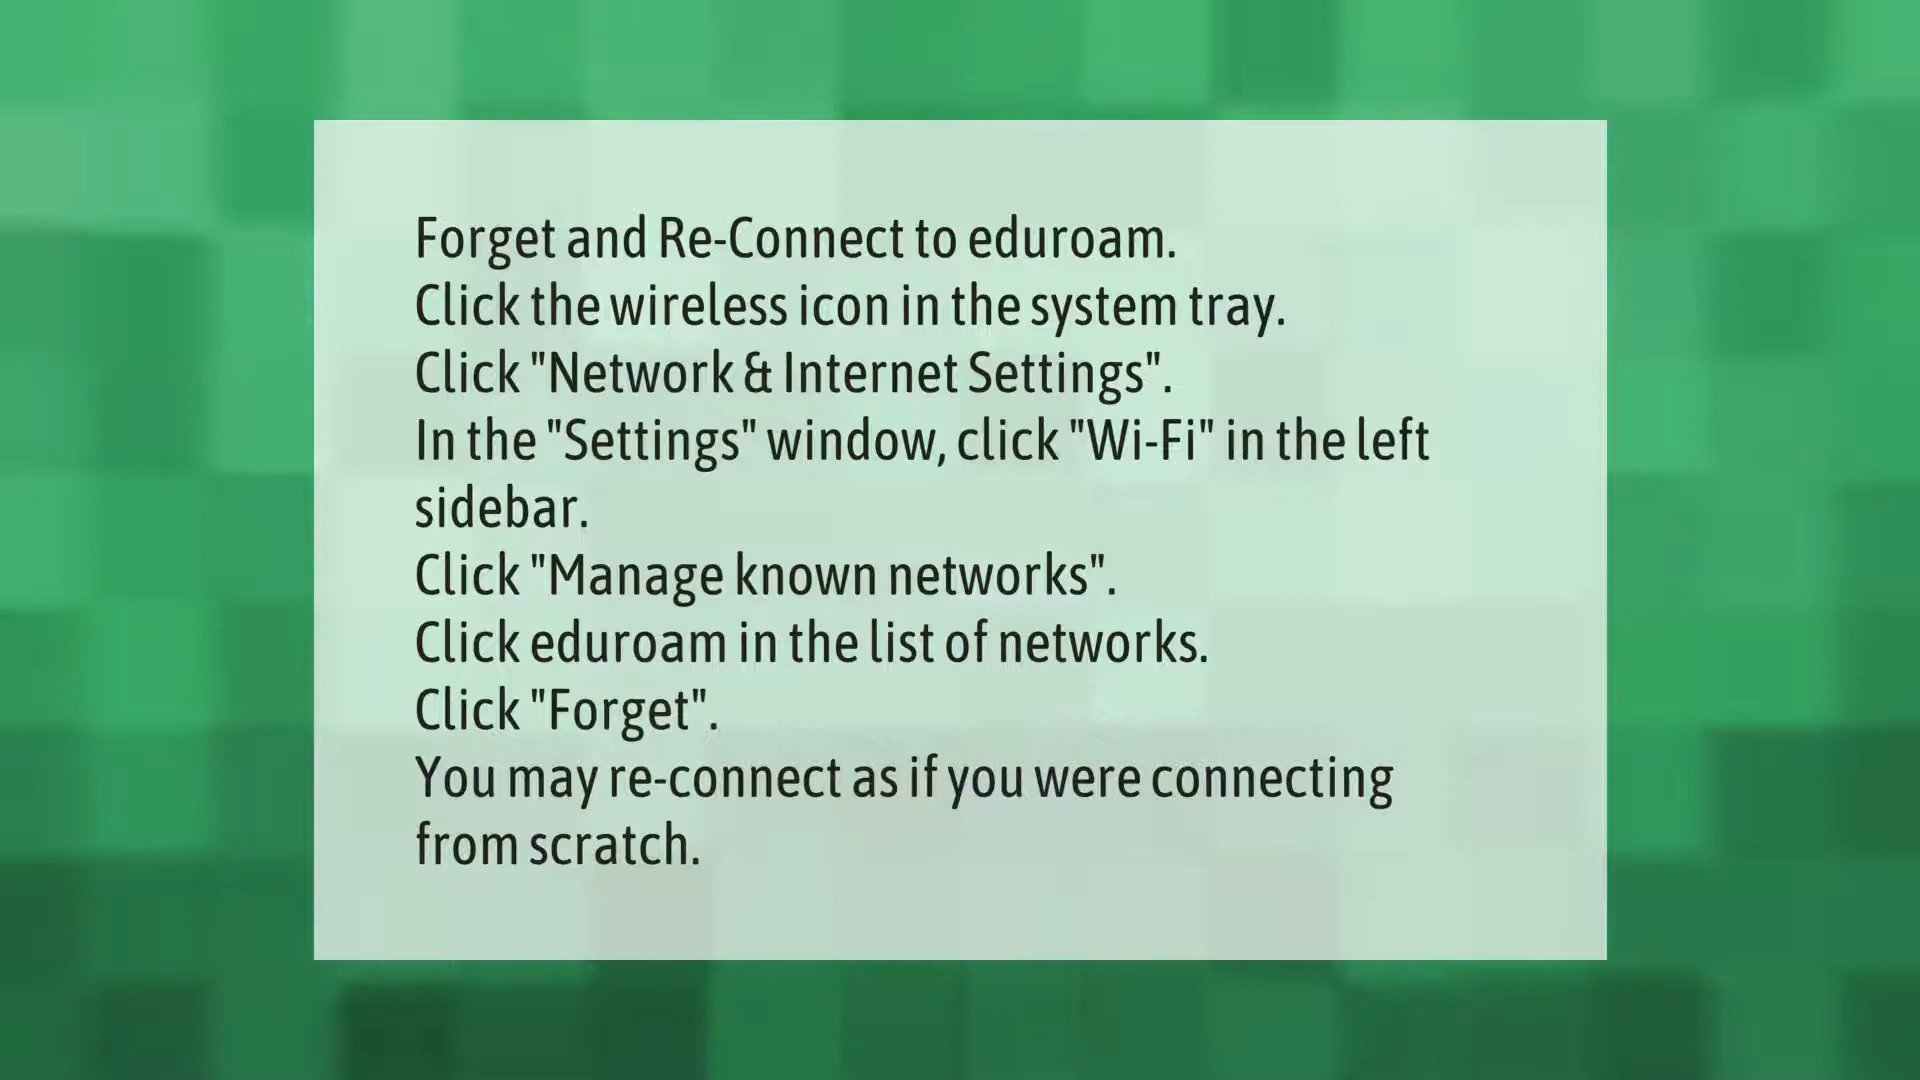 Forget and Re-Connect to eduroam.
Click the wireless icon in the system tray.
Click "Network & Internet Settings".
In the "Settings" window, click "Wi-Fi" in the left
sidebar.
Click "Manage known networks".
Click eduroam in the list of networks.
Click "Forget".
You may re-connect as if you were connecting
from scratch.